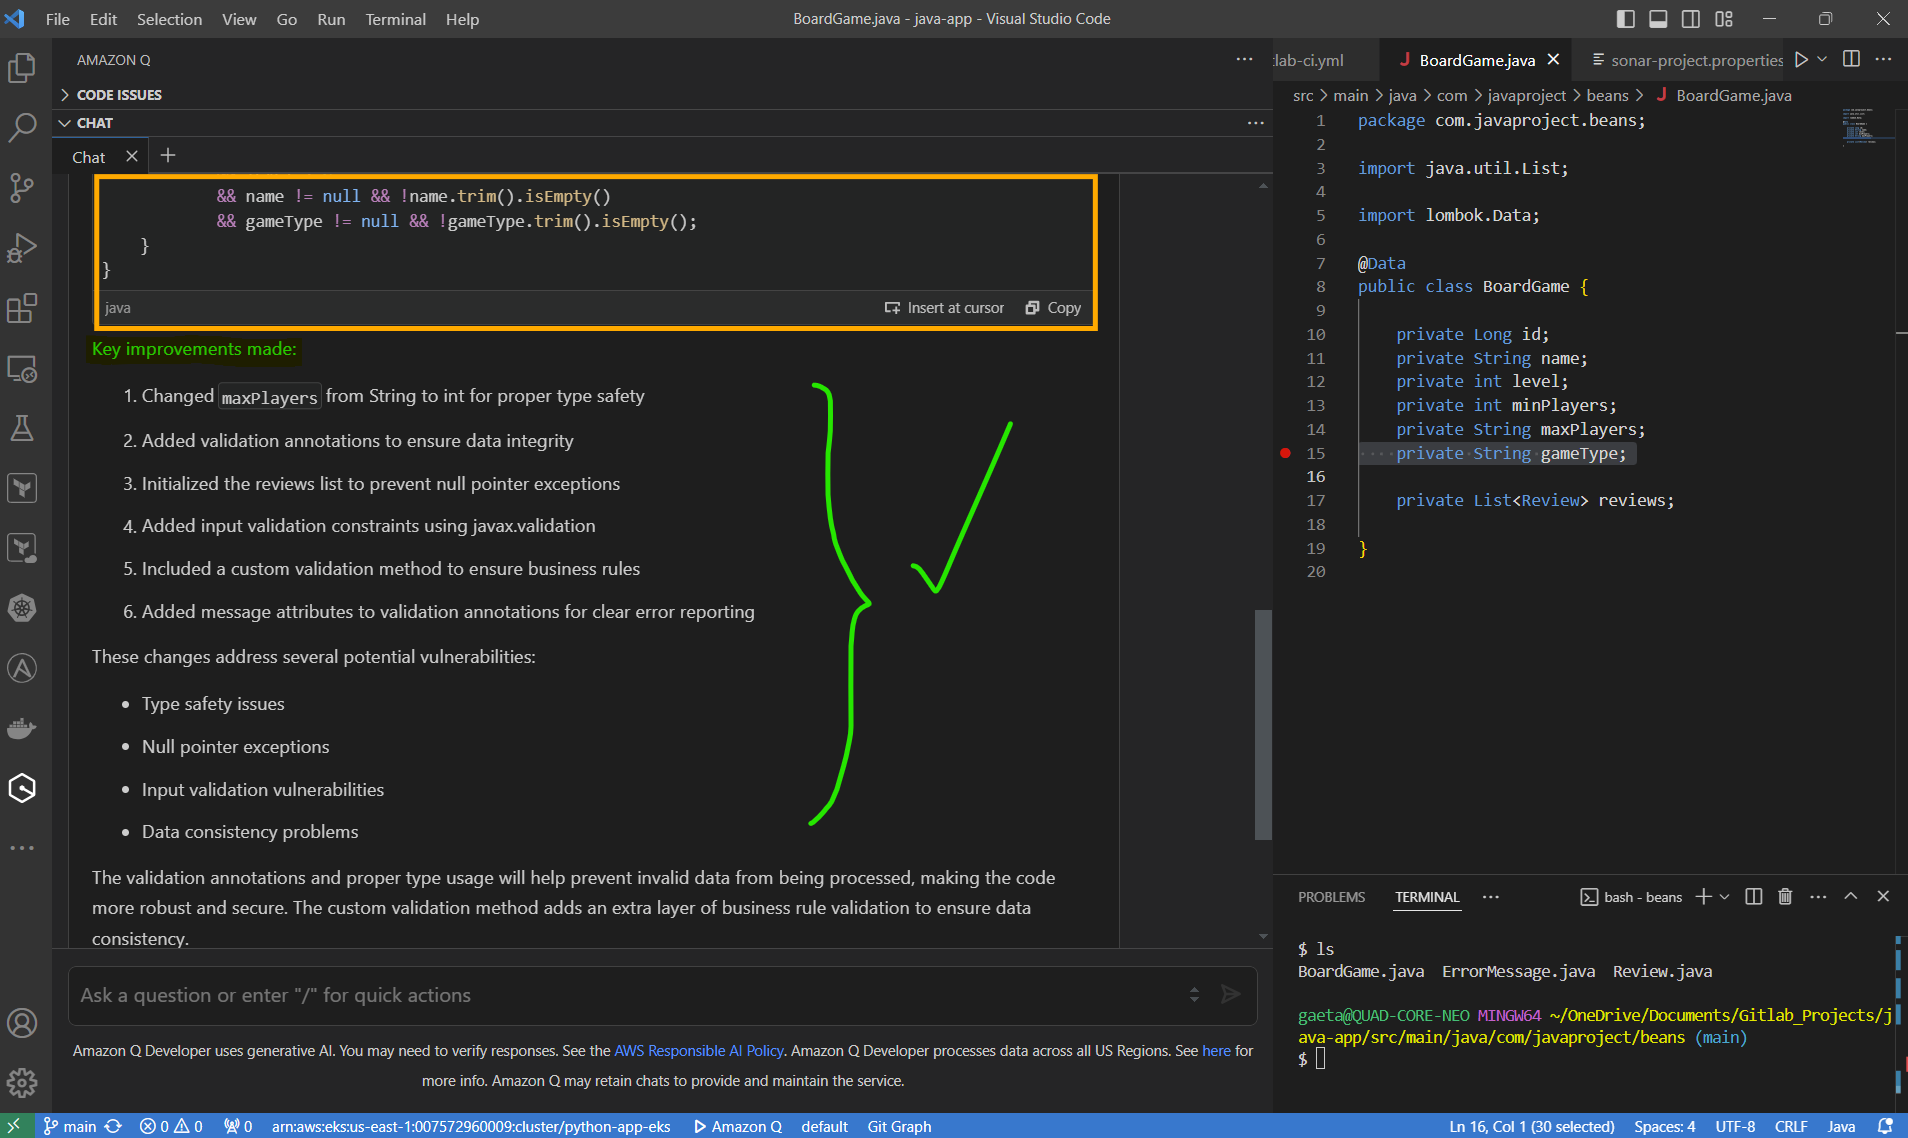 File Edit Selection View Go Run Terminal Help
BoardGame.java - java-app - Visual Studio Code
AMAZON Q
CODE ISSUES
CHAT
Chat
&& name != null && !name.trim().isEmpty()
&& gameType != null && !gameType.trim().isEmpty();
}
}
java
Insert at cursor
Copy
Key improvements made:
1. Changed maxPlayers from String to int for proper type safety
2. Added validation annotations to ensure data integrity
3. Initialized the reviews list to prevent null pointer exceptions
4. Added input validation constraints using javax.validation
5. Included a custom validation method to ensure business rules
6. Added message attributes to validation annotations for clear error reporting
These changes address several potential vulnerabilities:
• Type safety issues
• Null pointer exceptions
• Input validation vulnerabilities
• Data consistency problems
The validation annotations and proper type usage will help prevent invalid data from being processed, making the code
more robust and secure. The custom validation method adds an extra layer of business rule validation to ensure data
consistency.
Ask a question or enter "/" for quick actions
Amazon Q Developer uses generative AI. You may need to verify responses. See the AWS Responsible AI Policy. Amazon Q Developer processes data across all US Regions. See here for
more info. Amazon Q may retain chats to provide and maintain the service.
tlab-ci.yml
BoardGame.java
sonar-project.properties
src > main > java > com > javaproject > beans > BoardGame.java
1 package com.javaproject.beans;
2
3 import java.util.List;
4
5 import lombok.Data;
6
7 @Data
8 public class BoardGame {
9
10 private Long id;
11 private String name;
12 private int level;
13 private int minPlayers;
14 private String maxPlayers;
15 private String gameType;
16
17 private List<Review> reviews;
18
19 }
20
PROBLEMS TERMINAL
bash - beans
$ ls
BoardGame.java ErrorMessage.java Review.java
gaeta@QUAD-CORE-NEO MINGW64 ~/OneDrive/Documents/Gitlab_Projects/j
ava-app/src/main/java/com/javaproject/beans (main)
$
main 0 0 0 arn:aws:eks:us-east-1:007572960009:cluster/python-app-eks Amazon Q default Git Graph
Ln 16, Col 1 (30 selected) Spaces: 4 UTF-8 CRLF Java